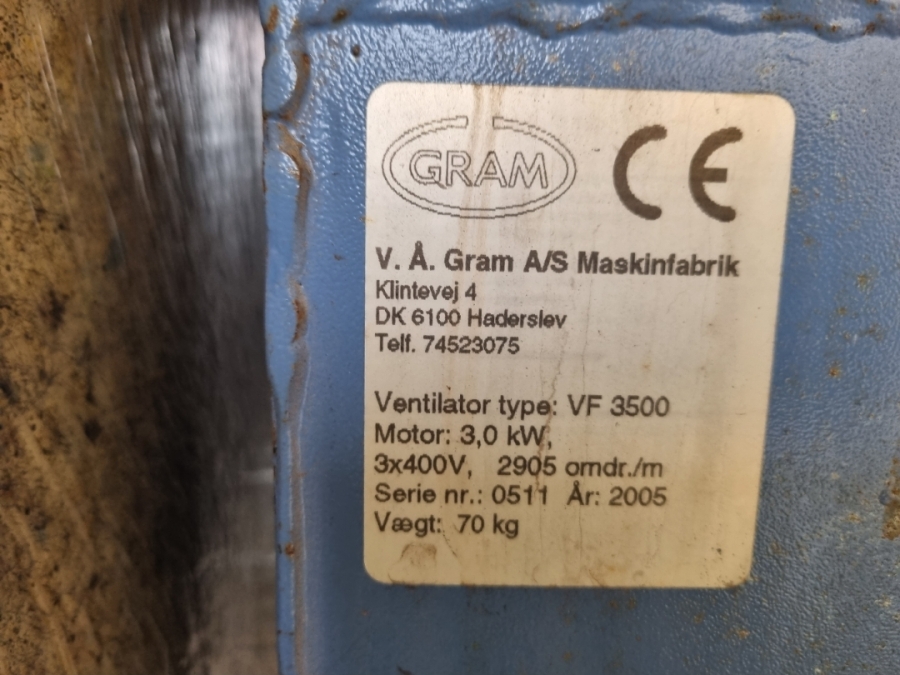 GRAM CE
V. Å. Gram A/S Maskinfabrik
Klintevej 4
DK 6100 Haderslev
Telf. 74523075
Ventilator type: VF 3500
Motor: 3,0 kW,
3x400V, 2905 omdr./m
Serie nr.: 0511 År: 2005
Vægt: 70 kg